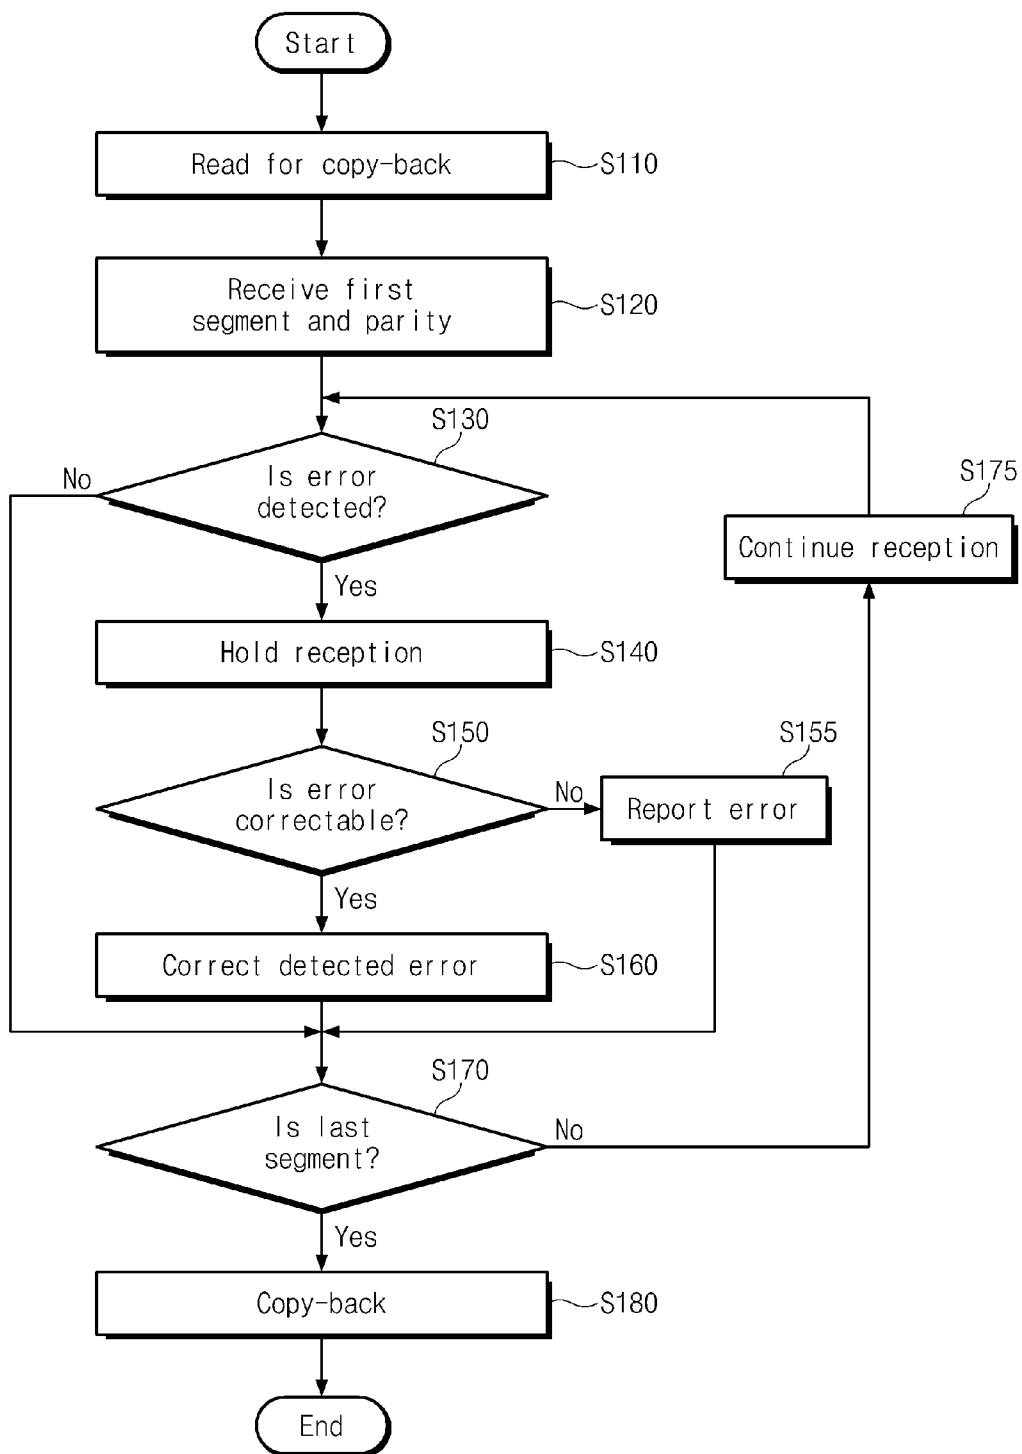 Start
Read for copy-back
S110
Receive first
segment and parity
S120
S130
No
Is error
detected?
S175
Continue reception
Yes
Hold reception
S140
S150
S155
Is error
correctable?
No
Report error
Yes
Correct detected error
S160
S170
Is last
segment?
No
Yes
Copy-back
S180
End